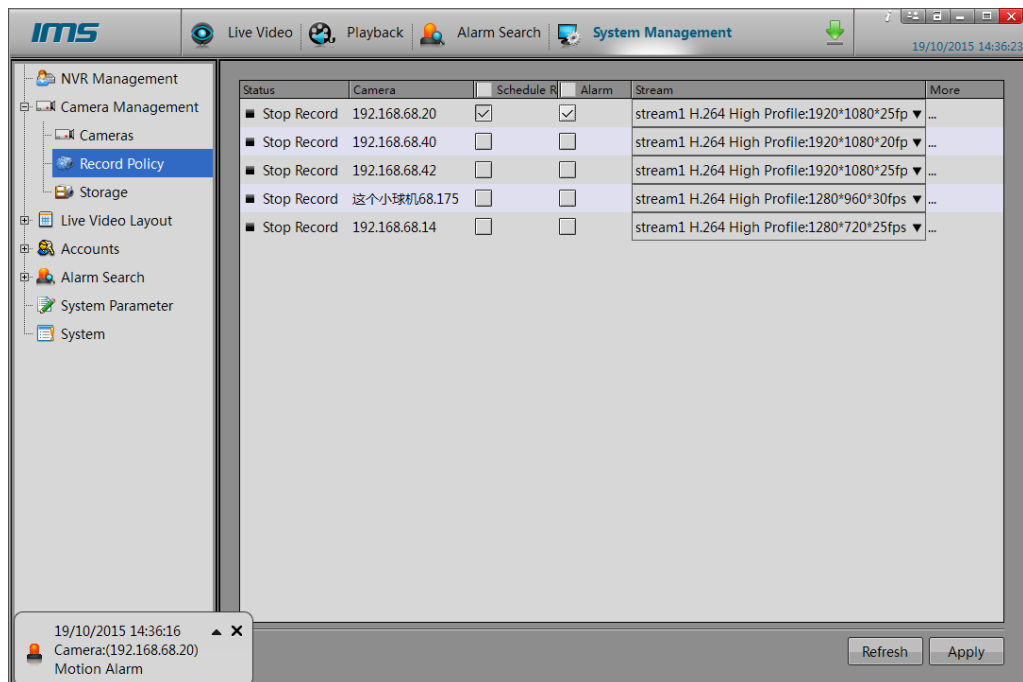 IMS
Live Video
Playback
Alarm Search
System Management
19/10/2015 14:36:23
NVR Management
Camera Management
Cameras
Record Policy
Storage
Live Video Layout
Accounts
Alarm Search
System Parameter
System
Status Camera Schedule R Alarm Stream More
Stop Record 192.168.68.20 stream1 H.264 High Profile:1920*1080*25fp ...
Stop Record 192.168.68.40 stream1 H.264 High Profile:1920*1080*20fp ...
Stop Record 192.168.68.42 stream1 H.264 High Profile:1920*1080*25fp ...
Stop Record 这个小球机68.175 stream1 H.264 High Profile:1280*960*30fps ...
Stop Record 192.168.68.14 stream1 H.264 High Profile:1280*720*25fps ...
19/10/2015 14:36:16
Camera:(192.168.68.20)
Motion Alarm
Refresh Apply